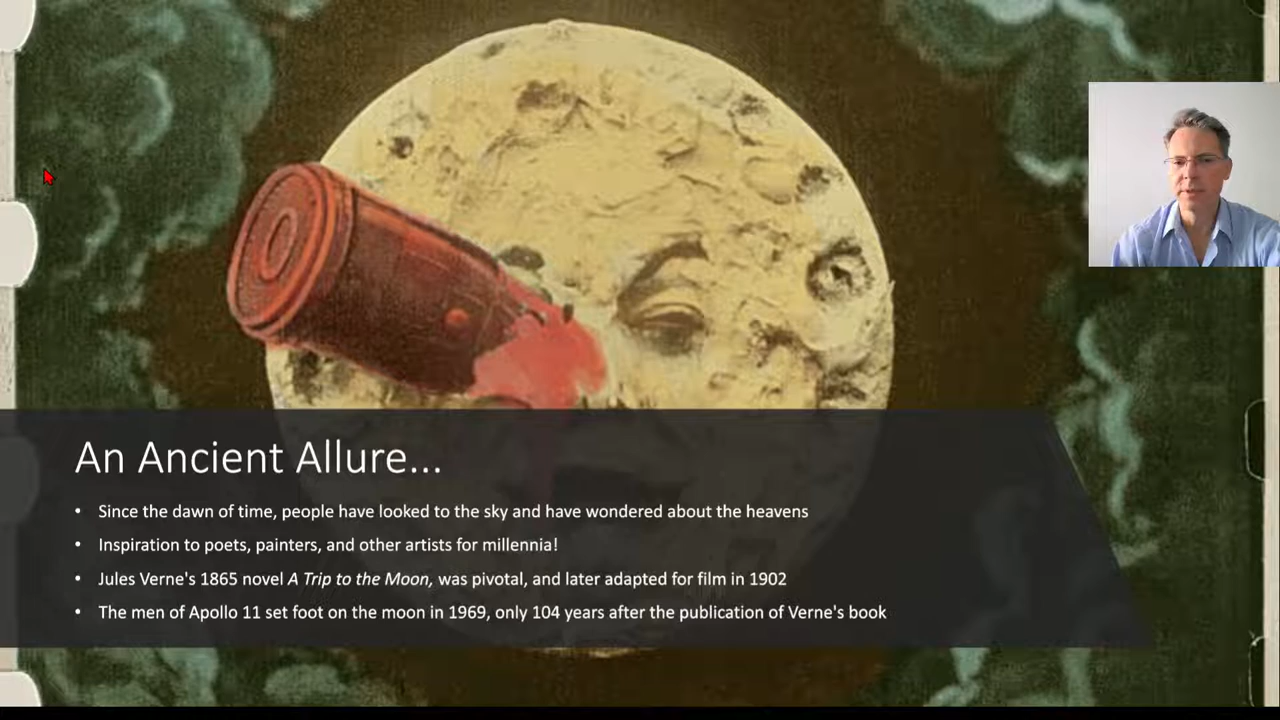 An Ancient Allure...
• Since the dawn of time, people have looked to the sky and have wondered about the heavens
• Inspiration to poets, painters, and other artists for millennia!
• Jules Verne's 1865 novel A Trip to the Moon, was pivotal, and later adapted for film in 1902
• The men of Apollo 11 set foot on the moon in 1969, only 104 years after the publication of Verne's book